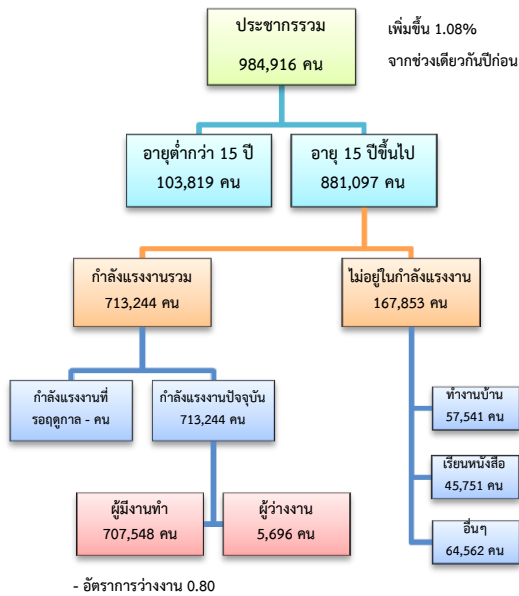 ประชากรรวม
984,916 คน
เพิ่มขึ้น 1.08%
จากช่วงเดียวกันปีก่อน
อายุต่ำกว่า 15 ปี
103,819 คน
อายุ 15 ปีขึ้นไป
881,097 คน
กำลังแรงงานรวม
713,244 คน
ไม่อยู่ในกำลังแรงงาน
167,853 คน
กำลังแรงงานที่
รอฤดูกาล - คน
กำลังแรงงานปัจจุบัน
713,244 คน
ทำงานบ้าน
57,541 คน
เรียนหนังสือ
45,751 คน
อื่นๆ
64,562 คน
ผู้มีงานทำ
707,548 คน
ผู้ว่างงาน
5,696 คน
- อัตราการว่างงาน 0.80